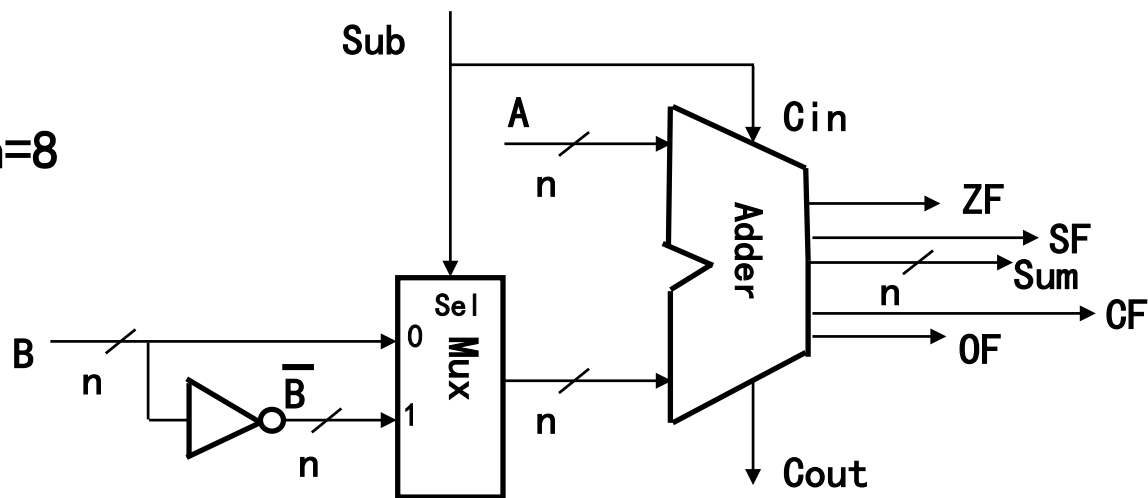 Sub
A
Cin
=8
n
ZF
Adder
SF
Sum
n
CF
OF
Sel
0
Mux
B
n
B̅
1
n
n
Cout